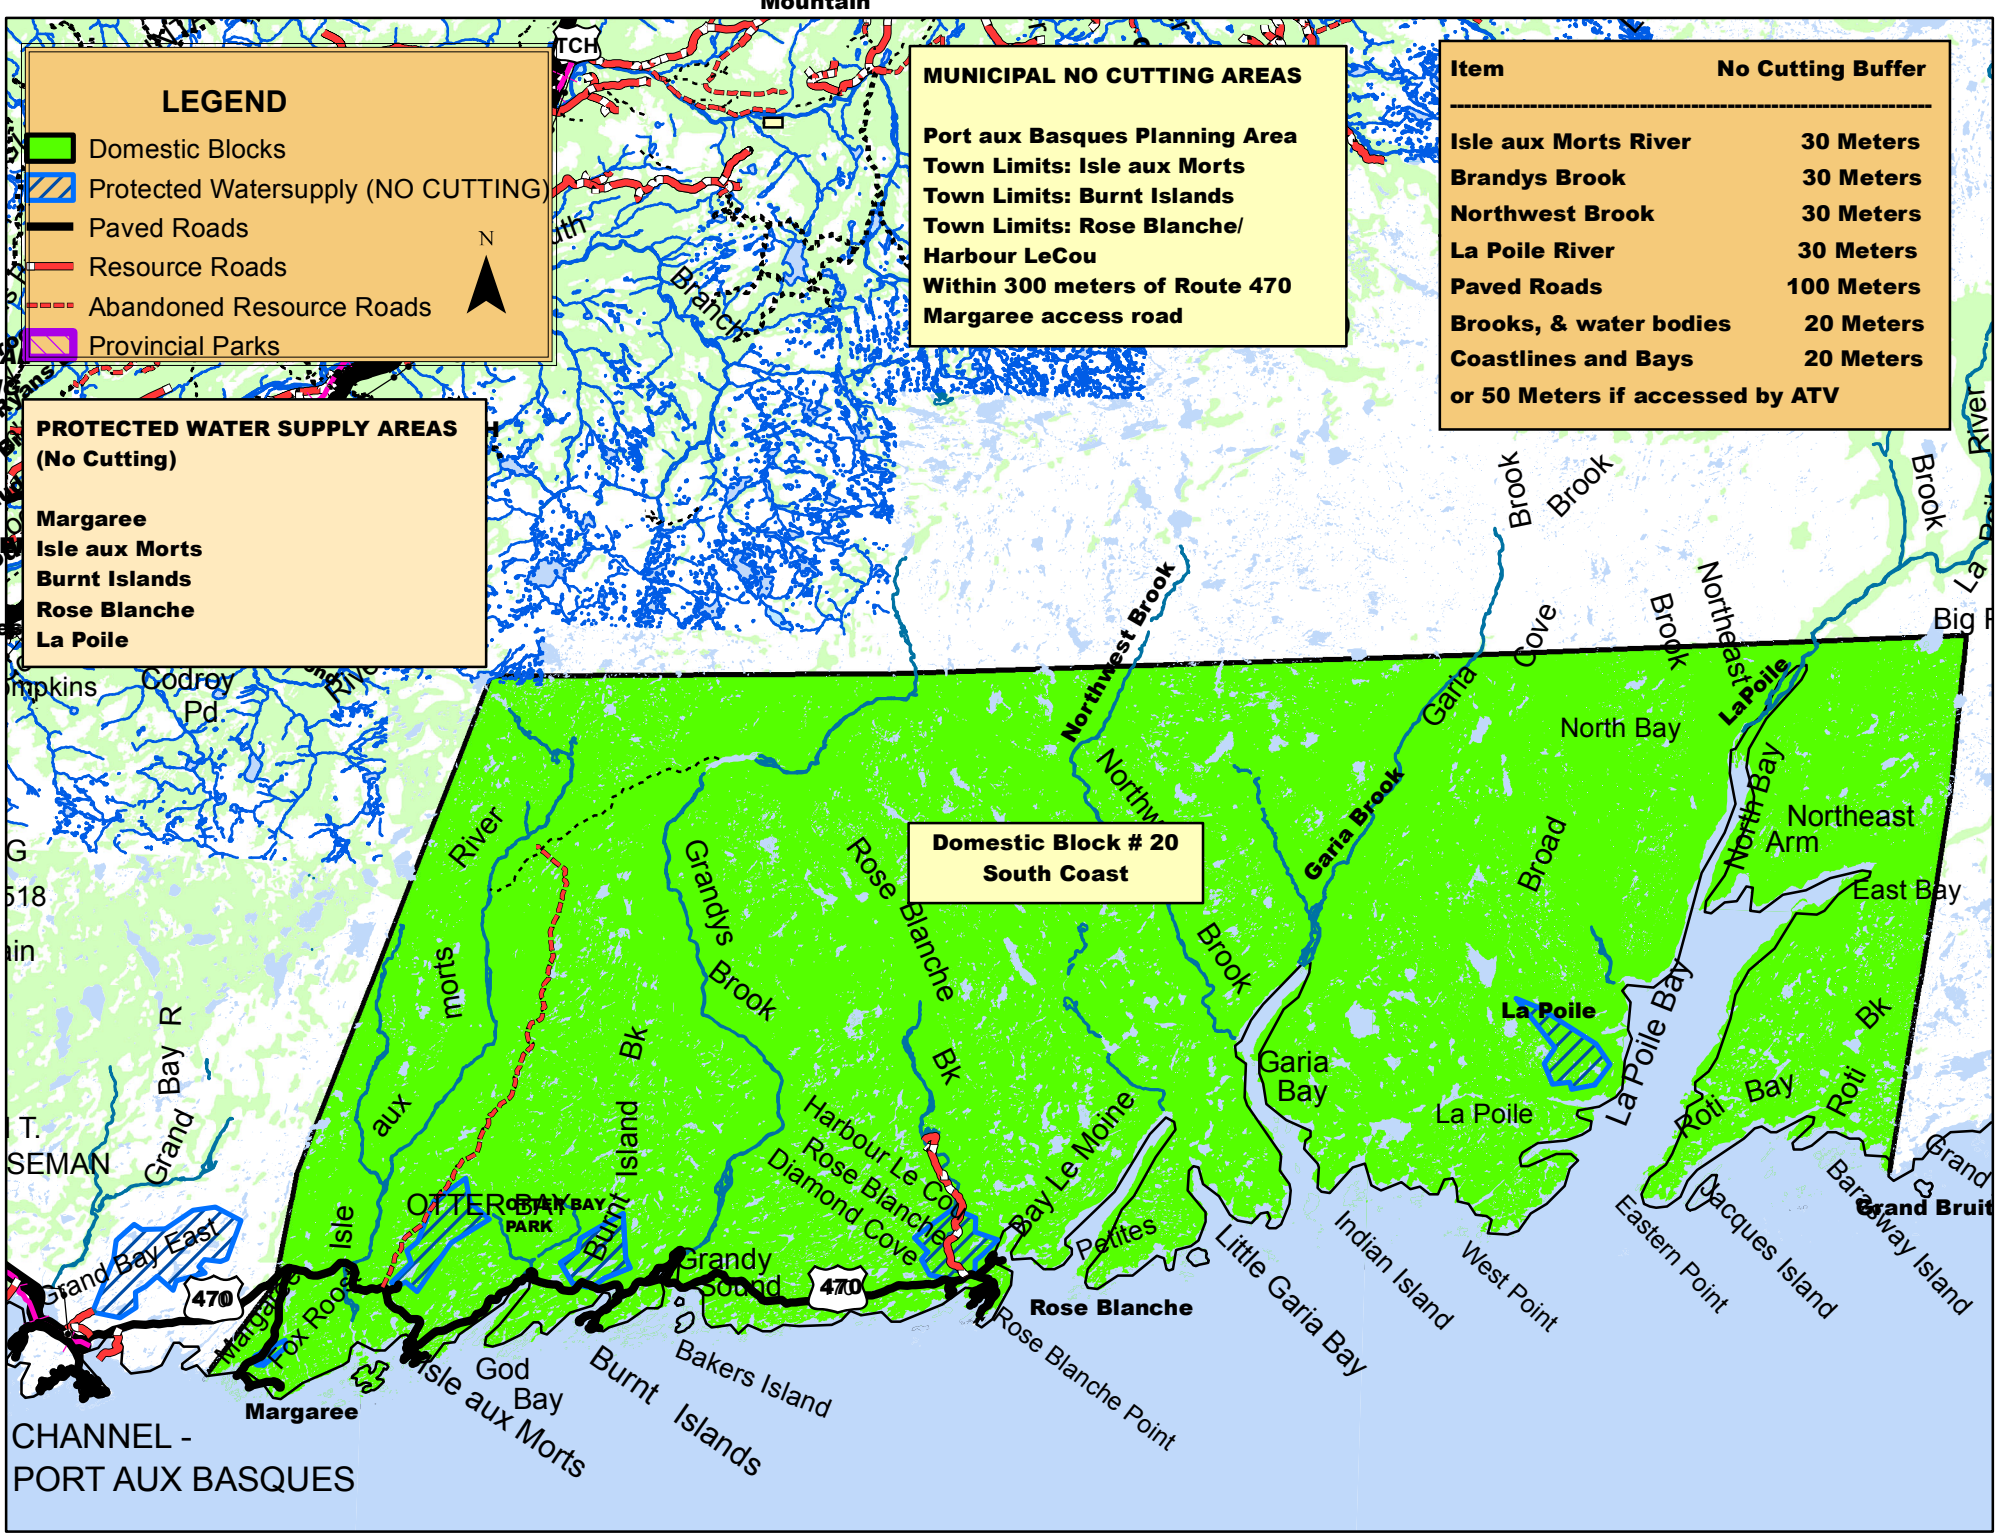 Mountain
TCH
LEGEND
Domestic Blocks
Protected Watersupply (NO CUTTING)
Paved Roads
Resource Roads
Abandoned Resource Roads
Provincial Parks
N
MUNICIPAL NO CUTTING AREAS
Port aux Basques Planning Area
Town Limits: Isle aux Morts
Town Limits: Burnt Islands
Town Limits: Rose Blanche/
Harbour LeCou
Within 300 meters of Route 470
Margaree access road
Item No Cutting Buffer
Isle aux Morts River 30 Meters
Brandys Brook 30 Meters
Northwest Brook 30 Meters
La Poile River 30 Meters
Paved Roads 100 Meters
Brooks, & water bodies 20 Meters
Coastlines and Bays 20 Meters
or 50 Meters if accessed by ATV
PROTECTED WATER SUPPLY AREAS
(No Cutting)
Margaree
Isle aux Morts
Burnt Islands
Rose Blanche
La Poile
Branch
Codroy
Pd.
River
Brook
Brook
Brook
River
La
Northwest Brook
Garia
Cove
Brook
Northeast
LaPoile
North Bay
North Bay
Northeast
Arm
East Bay
Garia Brook
Broad
Domestic Block # 20
South Coast
Brook
River
morts
aux
Isle
Grandys
Brook
Rose Blanche
Bk
Island
Bk
Burnt
OTTER BAY
OTTER BAY
PARK
Harbour Le Cou
Rose Blanche
Diamond Cove
Bay Le Moine
Petites
Garia
Bay
La Poile
La Poile
La Poile Bay
Roti
Bay
Roti
Bk
Grand
Bay R
Grand Bay East
470
470
Margaree
Fox Roost
Margaree
Grandy
Sound
God
Bay
Isle aux Morts
Burnt Islands
Bakers Island
Rose Blanche
Rose Blanche Point
Little Garia Bay
Indian Island
West Point
Eastern Point
Jacques Island
Barasway Island
Grand
Grand Bruit
CHANNEL -
PORT AUX BASQUES